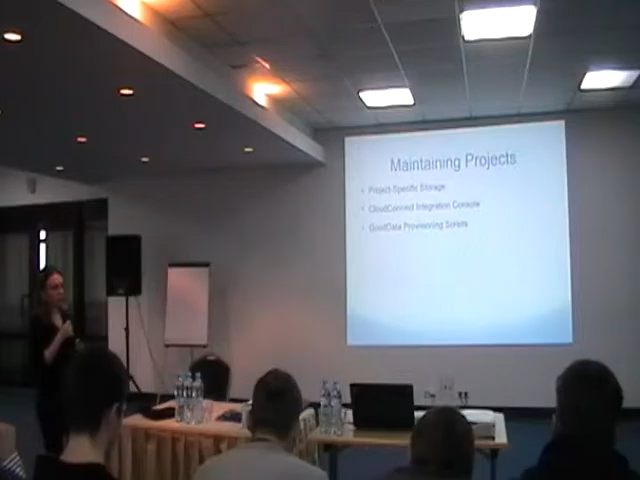 Maintaining Projects
Project-Specific Storage
CloudConnect Integration Console
GoodData Provisioning Scripts